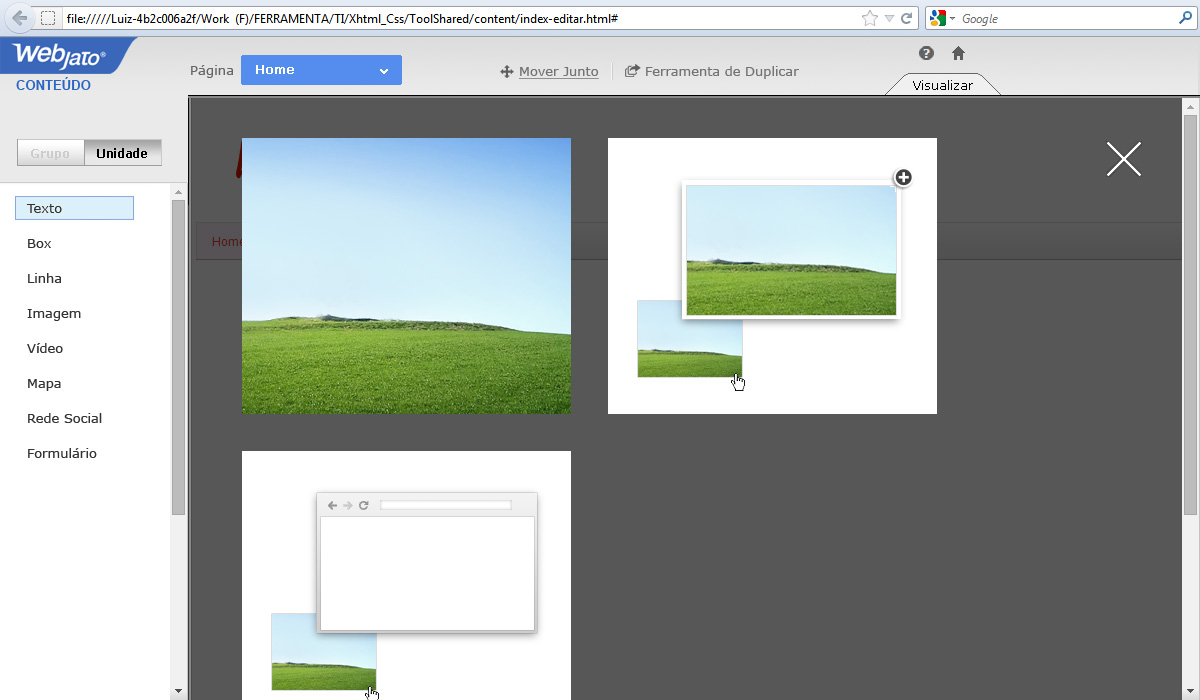 file://///Luiz-4b2c006a2f/Work (F)/FERRAMENTA/TI/Xhtml_Css/ToolShared/content/index-editar.html#
Google
Webjato®
CONTEÚDO
Página
Home
Mover Junto
Ferramenta de Duplicar
Visualizar
Grupo
Unidade
Texto
Box
Linha
Imagem
Vídeo
Mapa
Rede Social
Formulário
Home